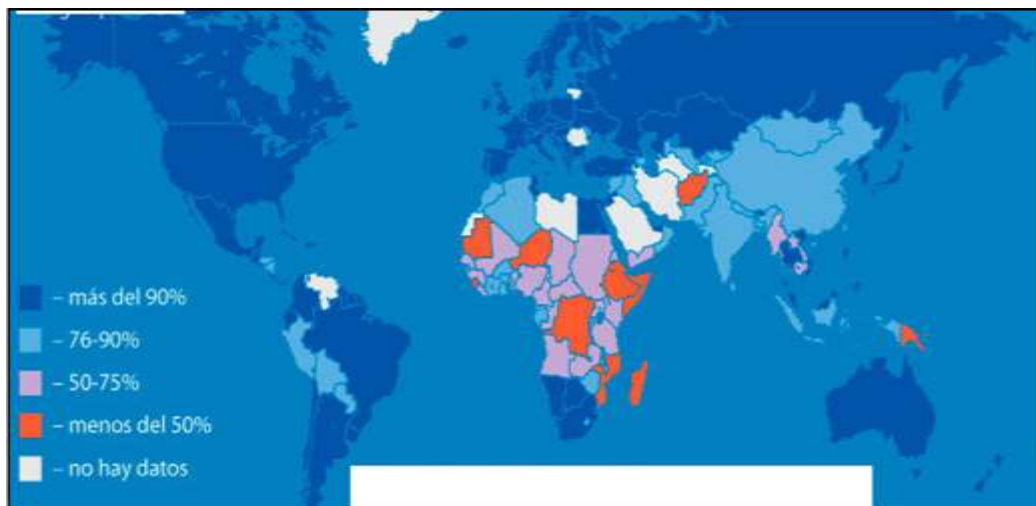 – más del 90%
– 76-90%
– 50-75%
– menos del 50%
– no hay datos